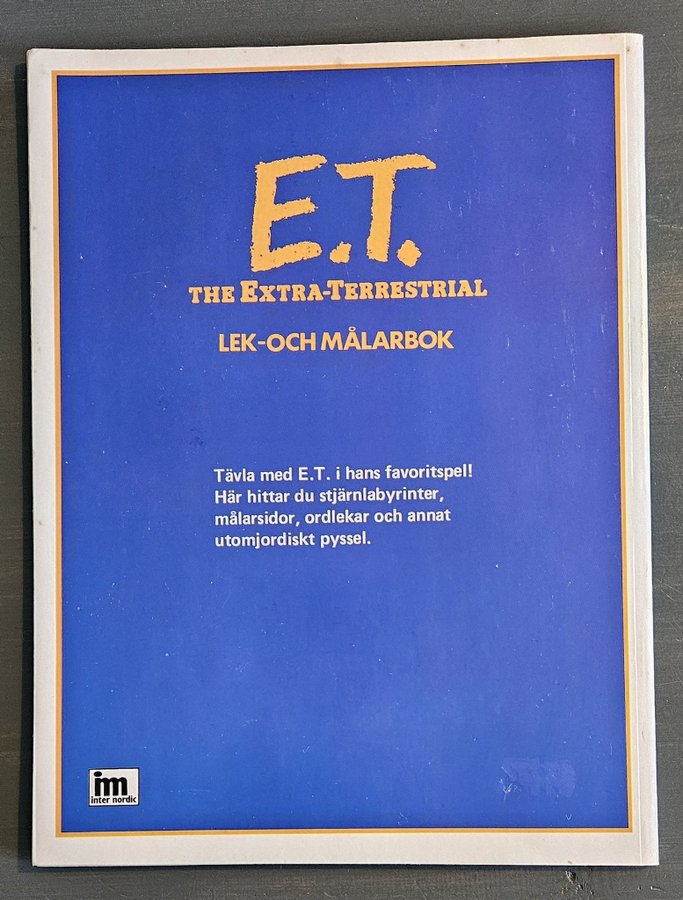 E.T.
THE EXTRA-TERRESTRIAL
LEK-OCH MÅLARBOK
Tävla med E.T. i hans favoritspel!
Här hittar du stjärnlabyrinter,
målarsidor, ordlekar och annat
utomjordiskt pyssel.
im
inter nordic